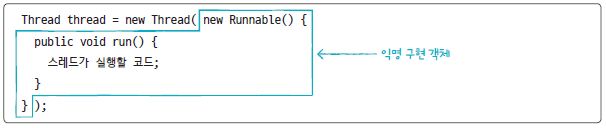 Thread thread = new Thread( new Runnable() {
public void run() {
스레드가 실행할 코드;
}
} );
익명 구현 객체